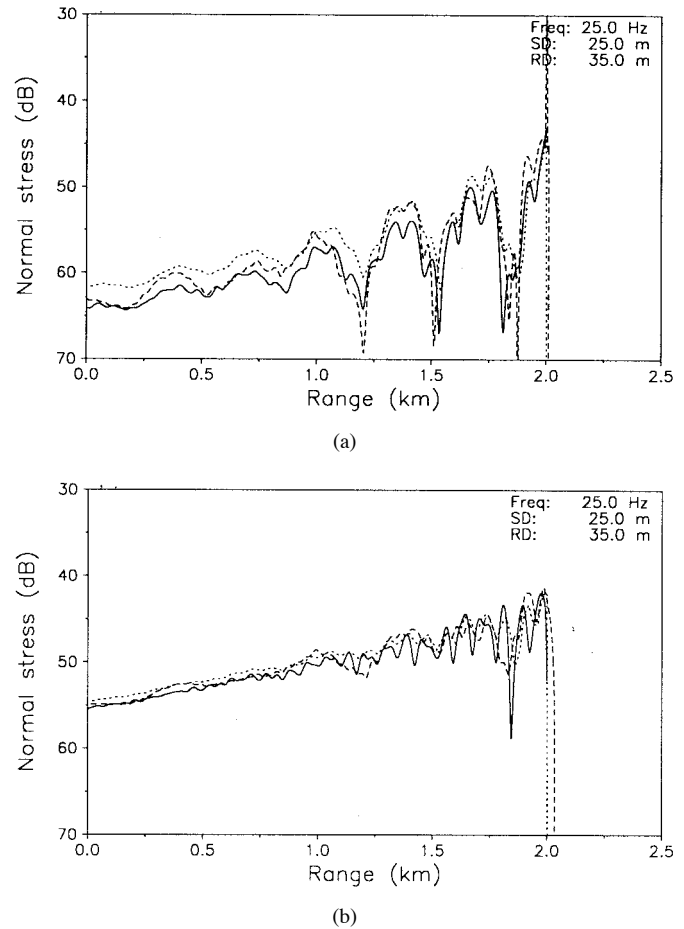 30
40
50
60
70
Normal stress (dB)
Freq: 25.0 Hz
SD: 25.0 m
RD: 35.0 m
0.0 0.5 1.0 1.5 2.0 2.5
Range (km)
(a)
30
40
50
60
70
Normal stress (dB)
Freq: 25.0 Hz
SD: 25.0 m
RD: 35.0 m
0.0 0.5 1.0 1.5 2.0 2.5
Range (km)
(b)